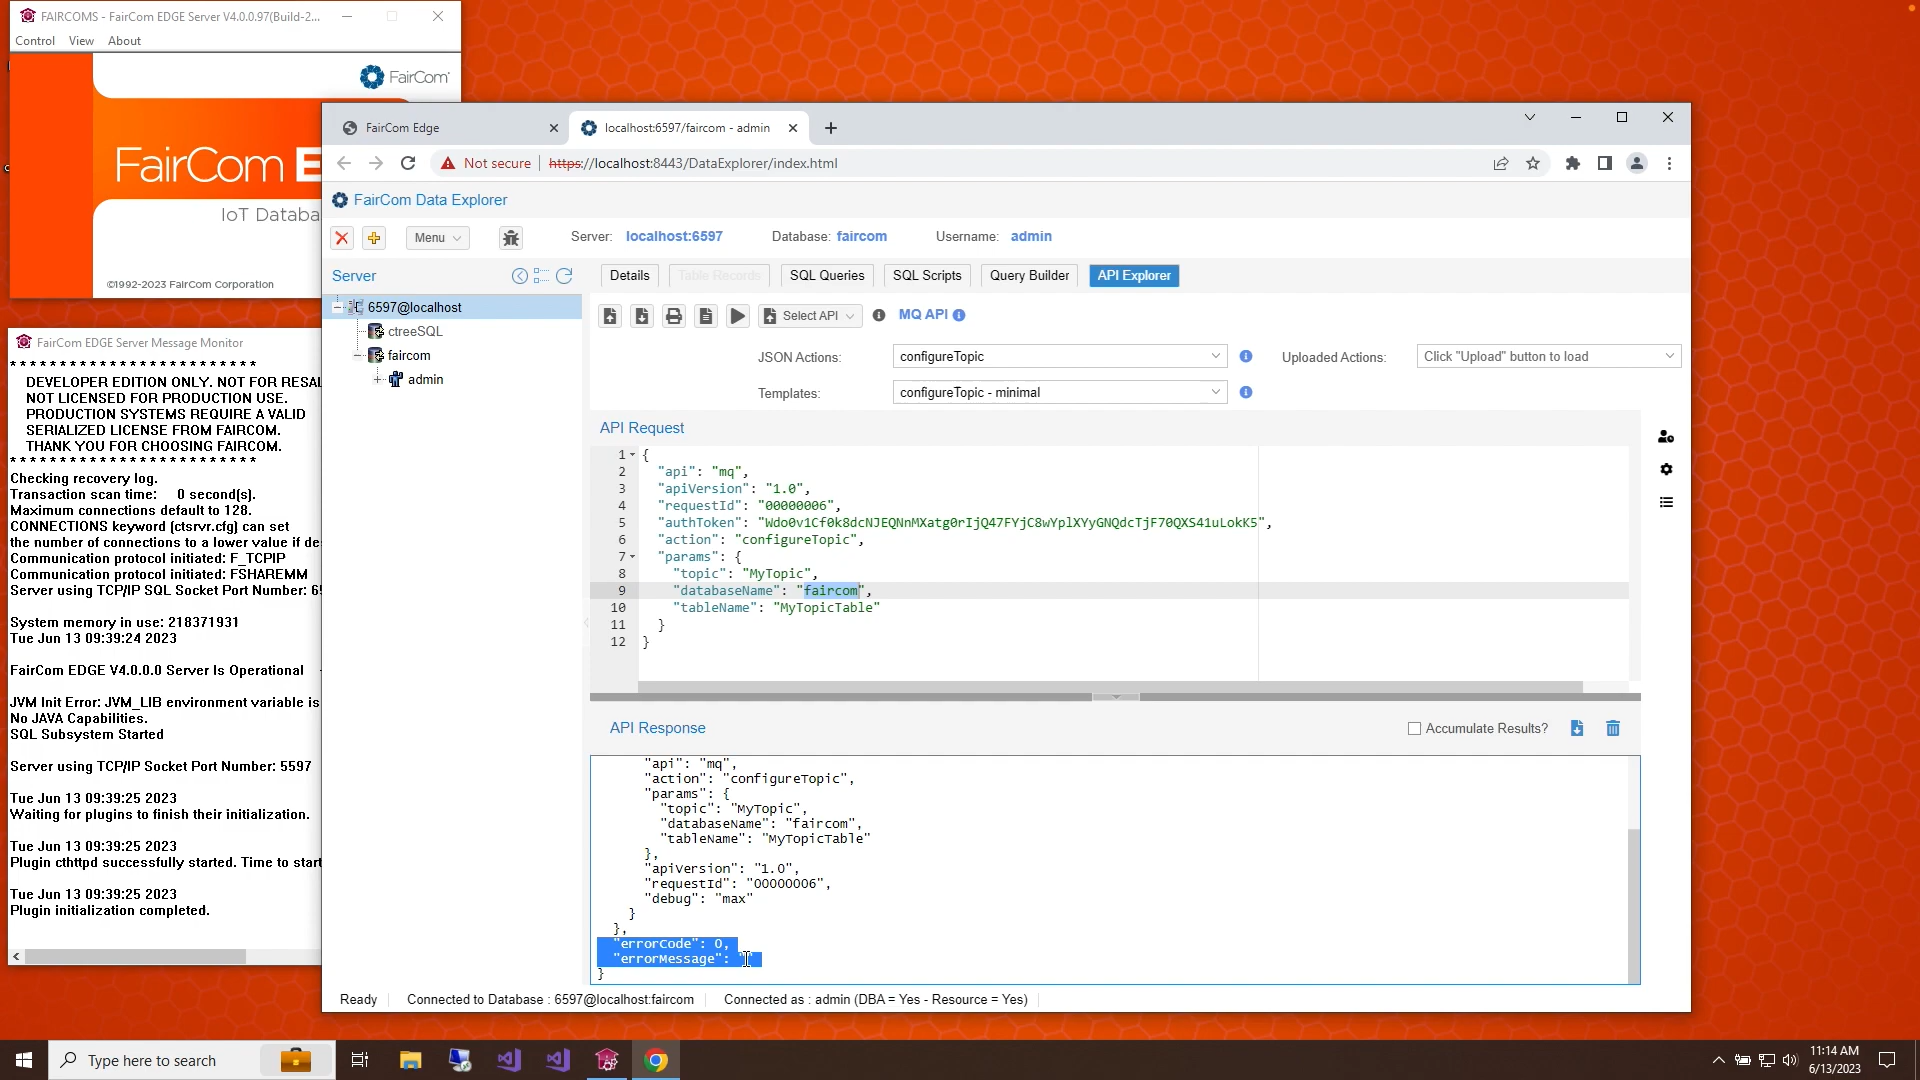 FAIRCOMS - FairCom EDGE Server V4.0.0.97(Build-2...
Control View About
FairCom
FairCom E
IoT Databa
©1992-2023 FairCom Corporation
FairCom EDGE Server Message Monitor
* * * * * * * * * * * * * * * * * * * * * * * * *
DEVELOPER EDITION ONLY. NOT FOR RESAL
NOT LICENSED FOR PRODUCTION USE.
PRODUCTION SYSTEMS REQUIRE A VALID
SERIALIZED LICENSE FROM FAIRCOM.
THANK YOU FOR CHOOSING FAIRCOM.
* * * * * * * * * * * * * * * * * * * * * * * * *
Checking recovery log.
Transaction scan time: 0 second(s).
Maximum connections default to 128.
CONNECTIONS keyword (ctsrvr.cfg) can set
the number of connections to a lower value if de
Communication protocol initiated: F_TCPIP
Communication protocol initiated: FSHAREMM
Server using TCP/IP SQL Socket Port Number: 6
System memory in use: 218371931
Tue Jun 13 09:39:24 2023
FairCom EDGE V4.0.0.0 Server Is Operational -
JVM Init Error: JVM_LIB environment variable is
No JAVA Capabilities.
SQL Subsystem Started
Server using TCP/IP Socket Port Number: 5597
Tue Jun 13 09:39:25 2023
Waiting for plugins to finish their initialization.
Tue Jun 13 09:39:25 2023
Plugin cthttpd successfully started. Time to start
Tue Jun 13 09:39:25 2023
Plugin initialization completed.
FairCom Edge
localhost:6597/faircom - admin
Not secure https://localhost:8443/DataExplorer/index.html
FairCom Data Explorer
Menu Server: localhost:6597 Database: faircom Username: admin
Server
6597@localhost
ctreeSQL
faircom
admin
Details Table Records SQL Queries SQL Scripts Query Builder API Explorer
Select API MQ API
JSON Actions: configureTopic Uploaded Actions: Click "Upload" button to load
Templates: configureTopic - minimal
API Request
1 {
2 "api": "mq",
3 "apiVersion": "1.0",
4 "requestId": "00000006",
5 "authToken": "Wdo0v1Cf0k8dcNJEQNnMXatg0rIjQ47FYjC8wYplXYyGNQdcTjF70QXS41uLokK5",
6 "action": "configureTopic",
7 "params": {
8 "topic": "MyTopic",
9 "databaseName": "faircom",
10 "tableName": "MyTopicTable"
11 }
12 }
API Response
Accumulate Results?
"api": "mq",
"action": "configureTopic",
"params": {
"topic": "MyTopic",
"databaseName": "faircom",
"tableName": "MyTopicTable"
},
"apiVersion": "1.0",
"requestId": "00000006",
"debug": "max"
}
},
"errorCode": 0,
"errorMessage": ""
}
Ready Connected to Database : 6597@localhost:faircom Connected as : admin (DBA = Yes - Resource = Yes)
Type here to search
11:14 AM
6/13/2023